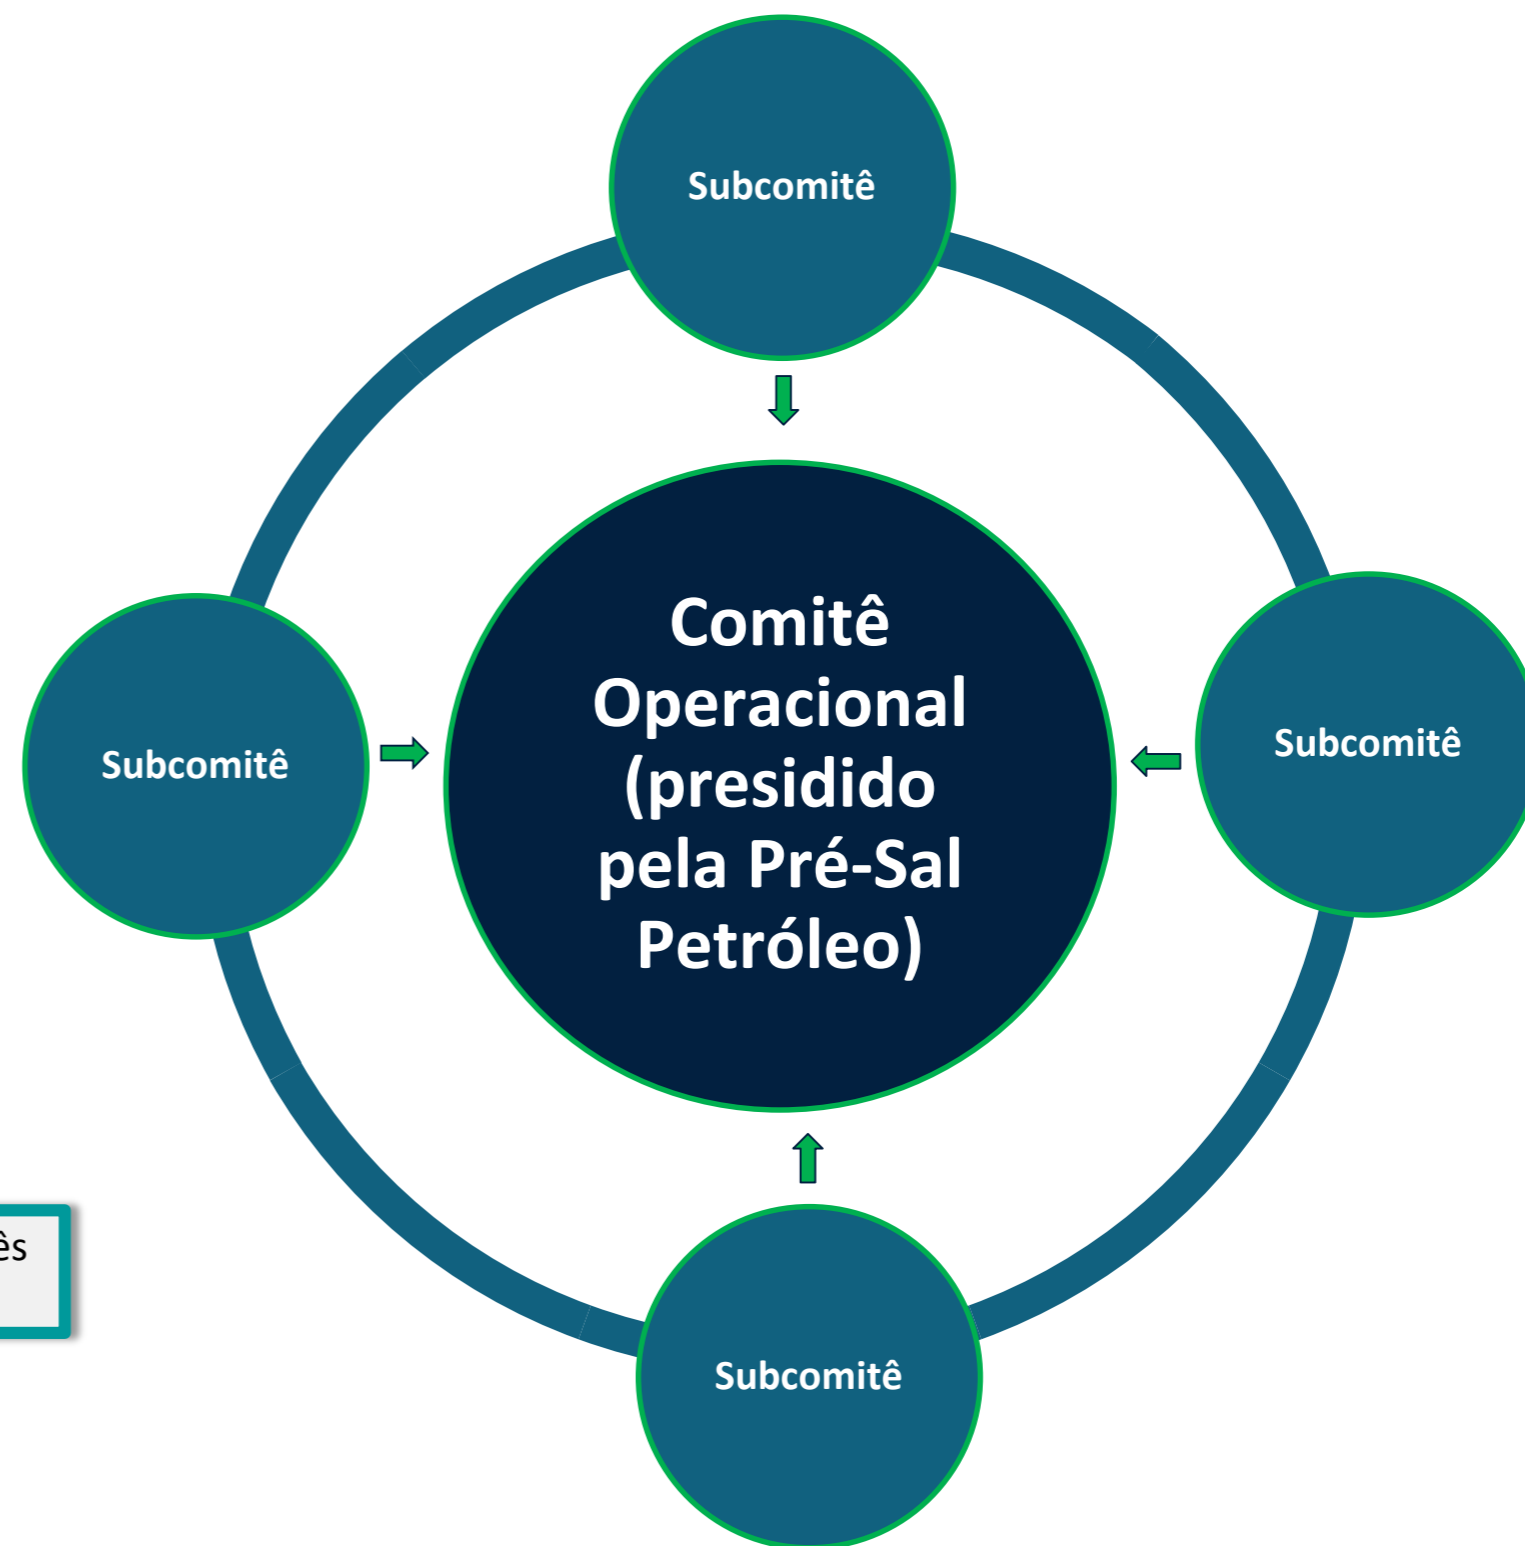 Subcomitê
Comitê
Operacional
(presidido
pela Pré-Sal
Petróleo)
Subcomitê
Subcomitê
Subcomitê